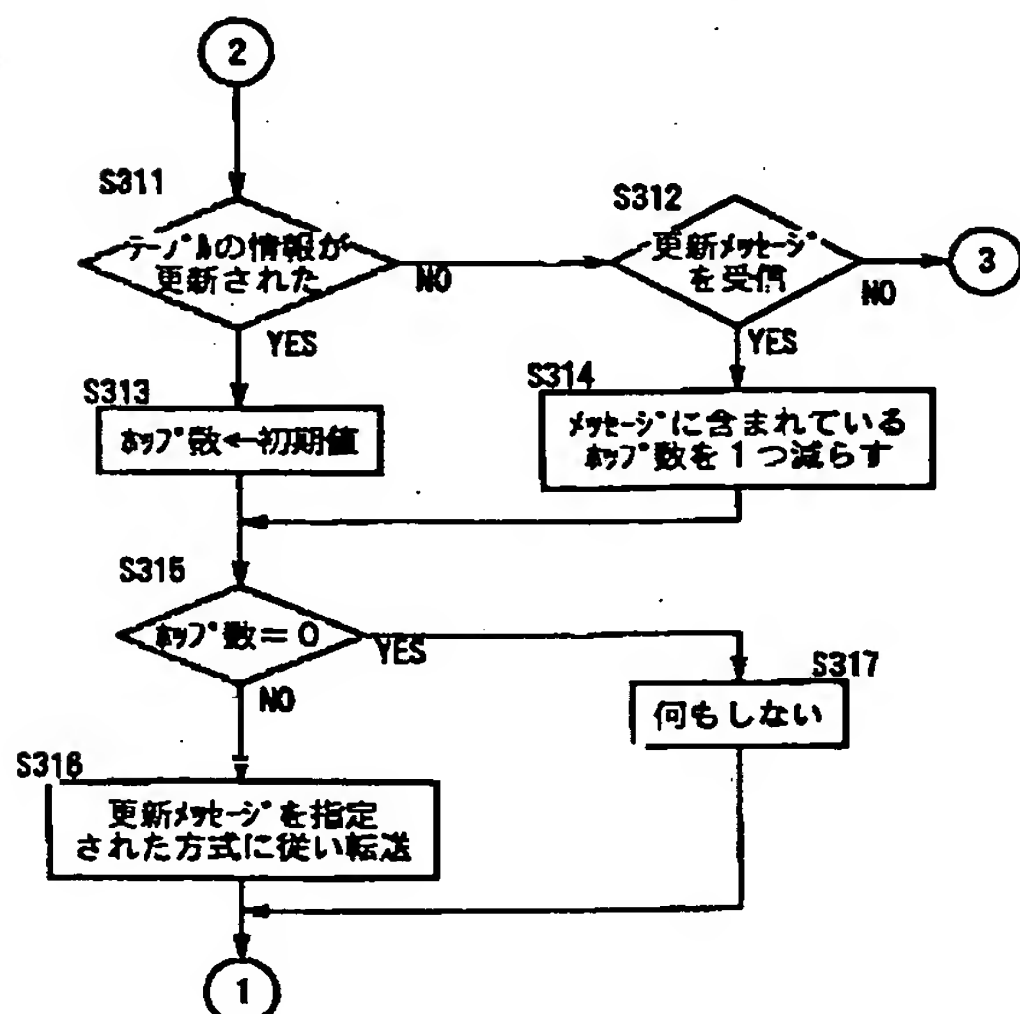 2
S311
テーブルの情報が
更新された
NO
YES
S312
更新メッセージ
を受信
NO
3
YES
S313
ホップ数←初期値
S314
メッセージに含まれている
ホップ数を1つ減らす
S315
ホップ数=0
YES
NO
S317
何もしない
S316
更新メッセージを指定
された方式に従い転送
1